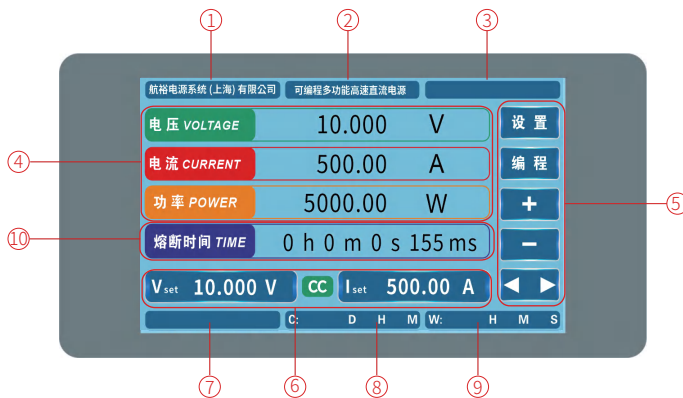 ① ② ③
航裕电源系统 (上海) 有限公司 可编程多功能高速直流电源
电压 VOLTAGE 10.000 V 设置
④ 电流 CURRENT 500.00 A 编程
功率 POWER 5000.00 W + ⑤
⑩ 熔断时间 TIME 0 h 0 m 0 s 155 ms −
V set 10.000 V CC I set 500.00 A ◀ ▶
C: D H M W: H M S
⑦ ⑥ ⑧ ⑨